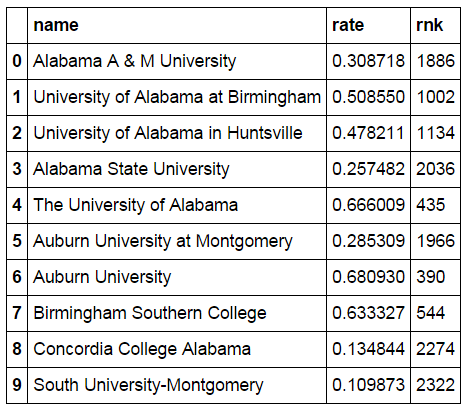 name rate rnk
0 Alabama A & M University 0.308718 1886
1 University of Alabama at Birmingham 0.508550 1002
2 University of Alabama in Huntsville 0.478211 1134
3 Alabama State University 0.257482 2036
4 The University of Alabama 0.666009 435
5 Auburn University at Montgomery 0.285309 1966
6 Auburn University 0.680930 390
7 Birmingham Southern College 0.633327 544
8 Concordia College Alabama 0.134844 2274
9 South University-Montgomery 0.109873 2322